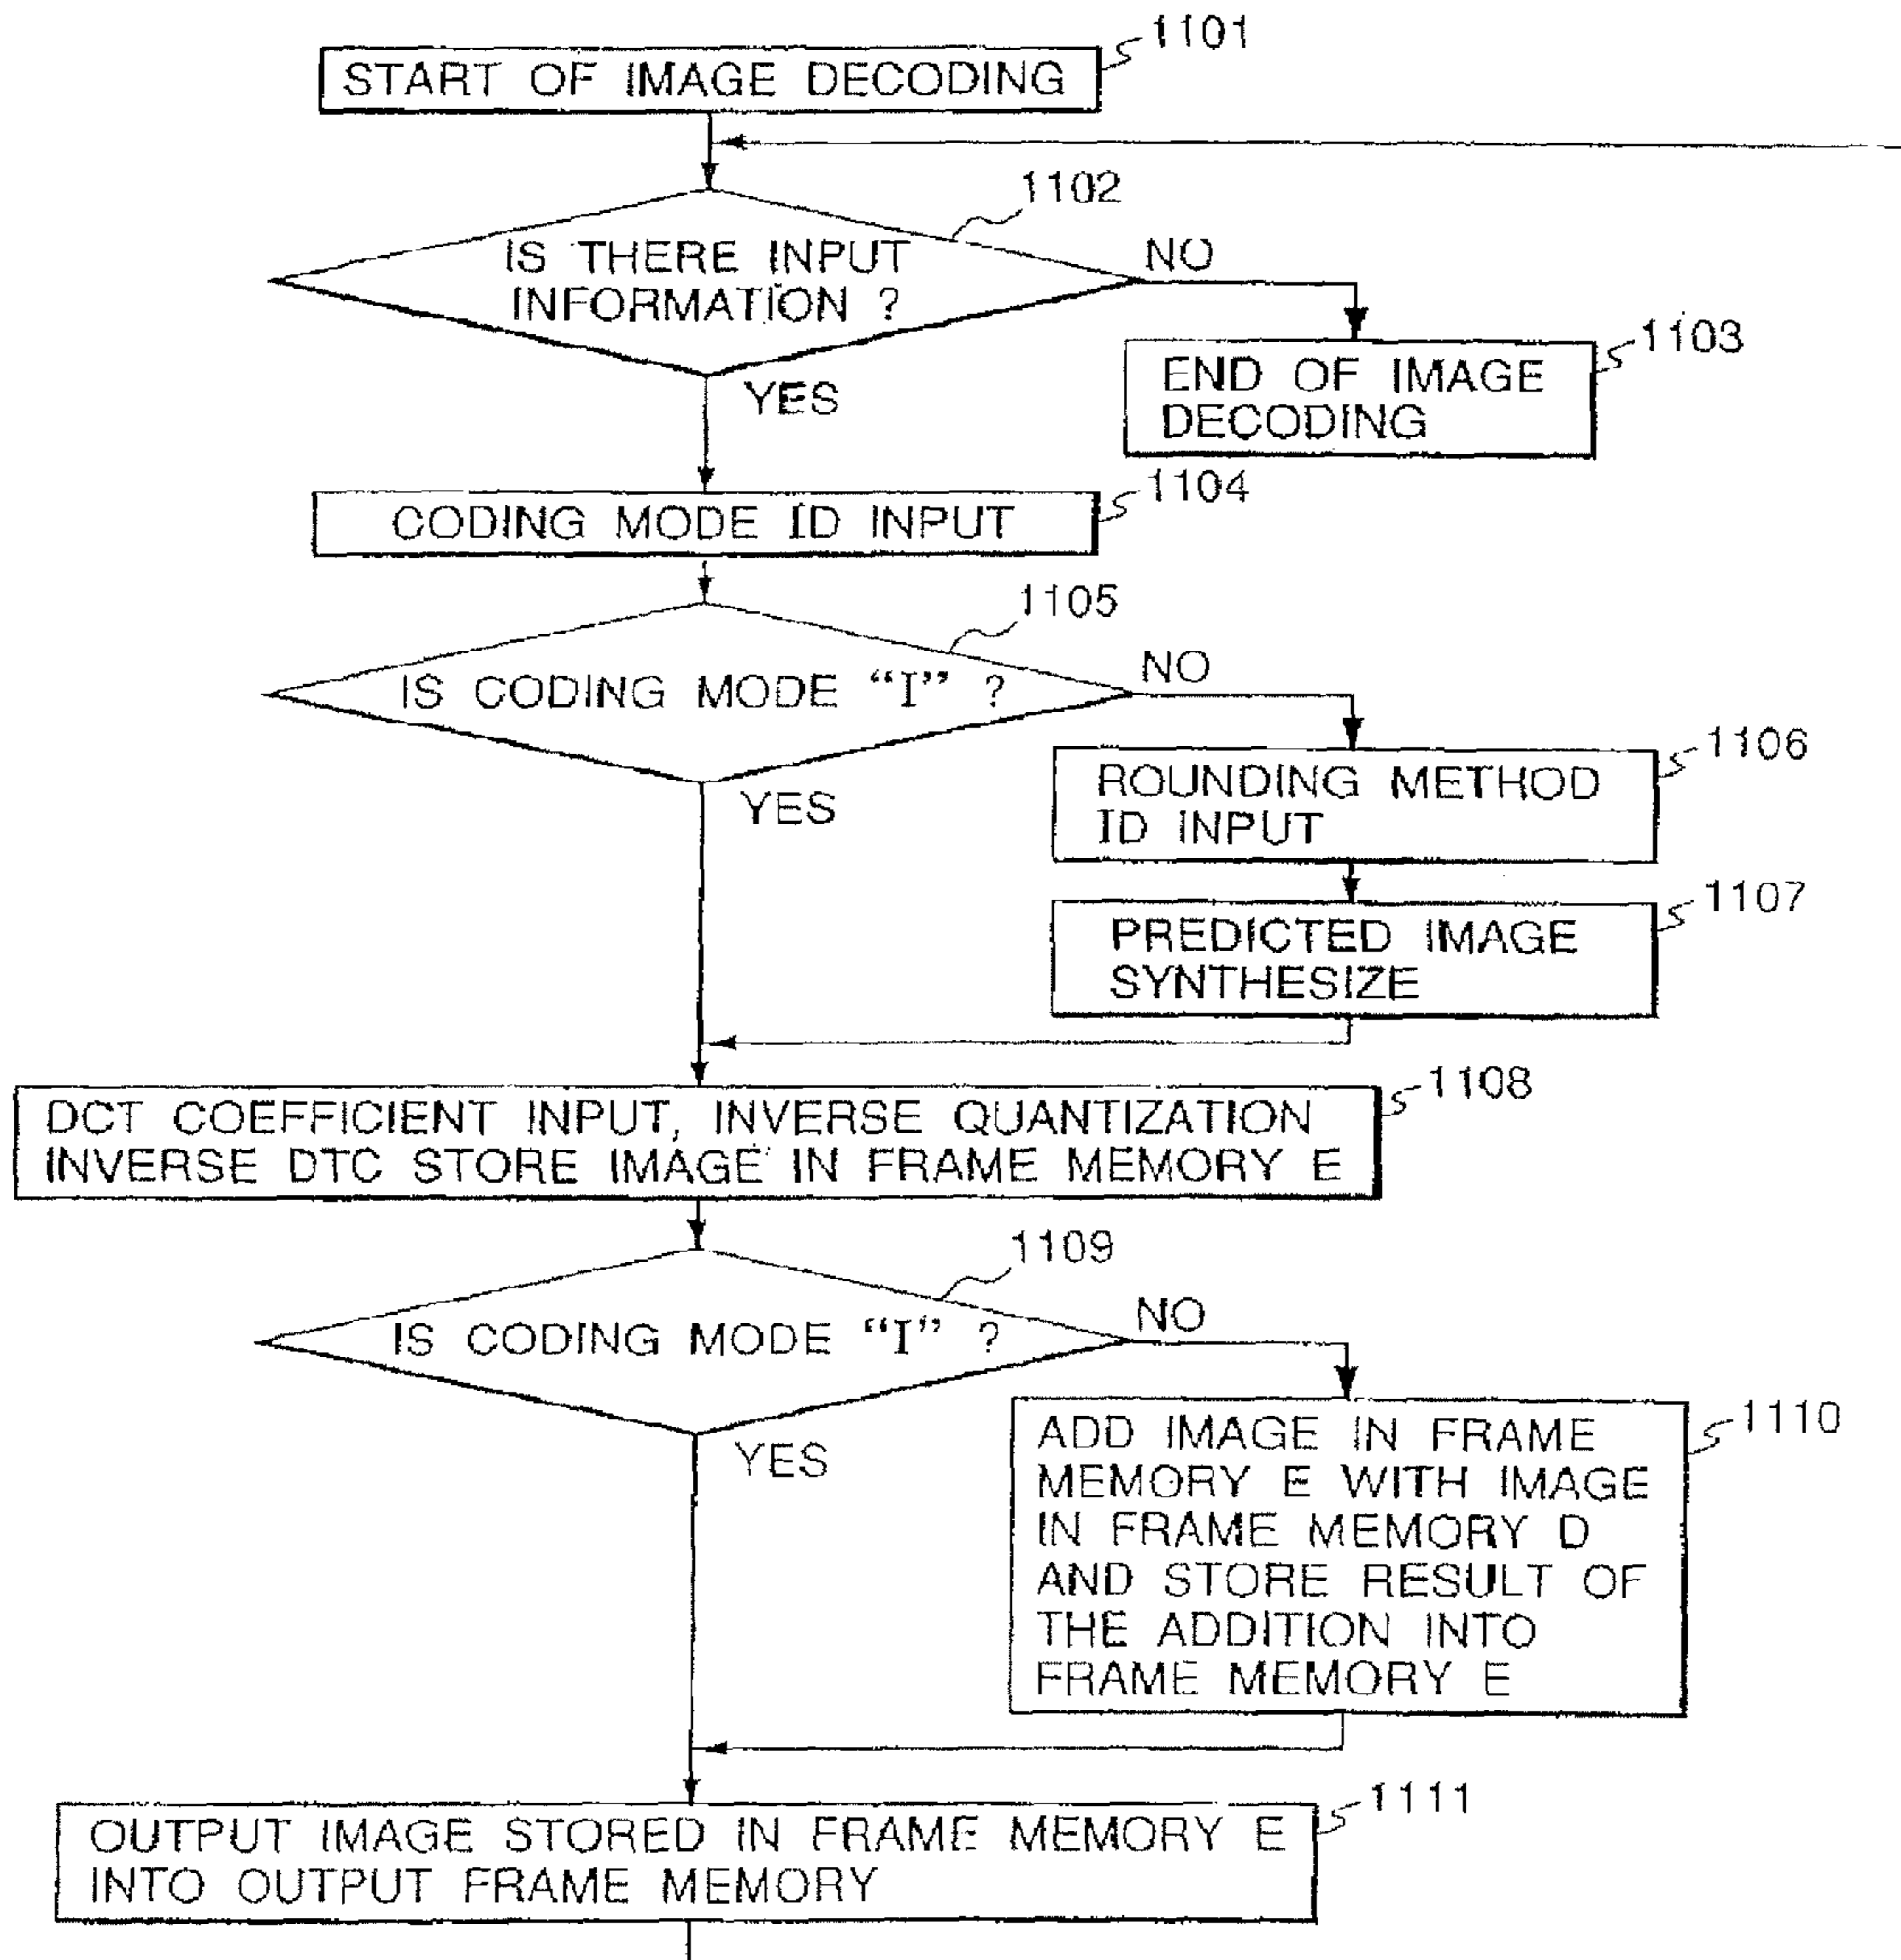 1101
START OF IMAGE DECODING
1102
IS THERE INPUT
INFORMATION ?
NO
YES
1103
END OF IMAGE
DECODING
1104
CODING MODE ID INPUT
1105
IS CODING MODE “I” ?
NO
YES
1106
ROUNDING METHOD
ID INPUT
1107
PREDICTED IMAGE
SYNTHESIZE
1108
DCT COEFFICIENT INPUT, INVERSE QUANTIZATION
INVERSE DTC STORE IMAGE IN FRAME MEMORY E
1109
IS CODING MODE “I” ?
NO
YES
1110
ADD IMAGE IN FRAME
MEMORY E WITH IMAGE
IN FRAME MEMORY D
AND STORE RESULT OF
THE ADDITION INTO
FRAME MEMORY E
1111
OUTPUT IMAGE STORED IN FRAME MEMORY E
INTO OUTPUT FRAME MEMORY